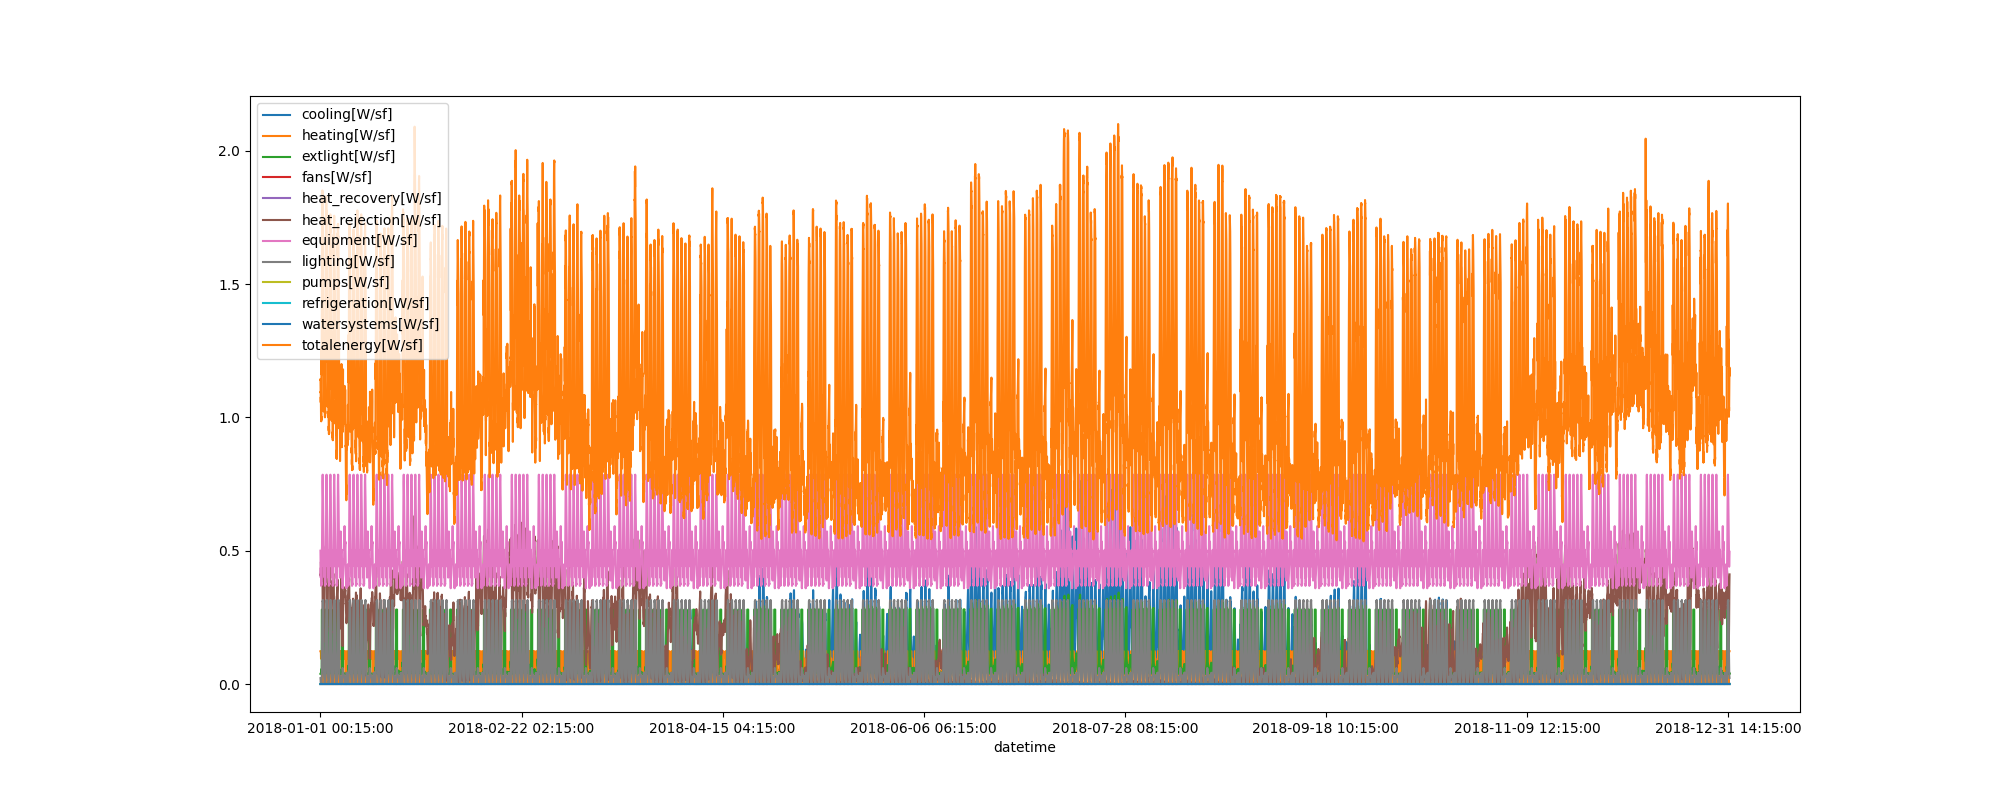 cooling[W/sf]
heating[W/sf]
extlight[W/sf]
fans[W/sf]
heat_recovery[W/sf]
heat_rejection[W/sf]
equipment[W/sf]
lighting[W/sf]
pumps[W/sf]
refrigeration[W/sf]
watersystems[W/sf]
totalenergy[W/sf]
2.0
1.5
1.0
0.5
0.0
2018-01-01 00:15:00 2018-02-22 02:15:00 2018-04-15 04:15:00 2018-06-06 06:15:00 2018-07-28 08:15:00 2018-09-18 10:15:00 2018-11-09 12:15:00 2018-12-31 14:15:00
datetime